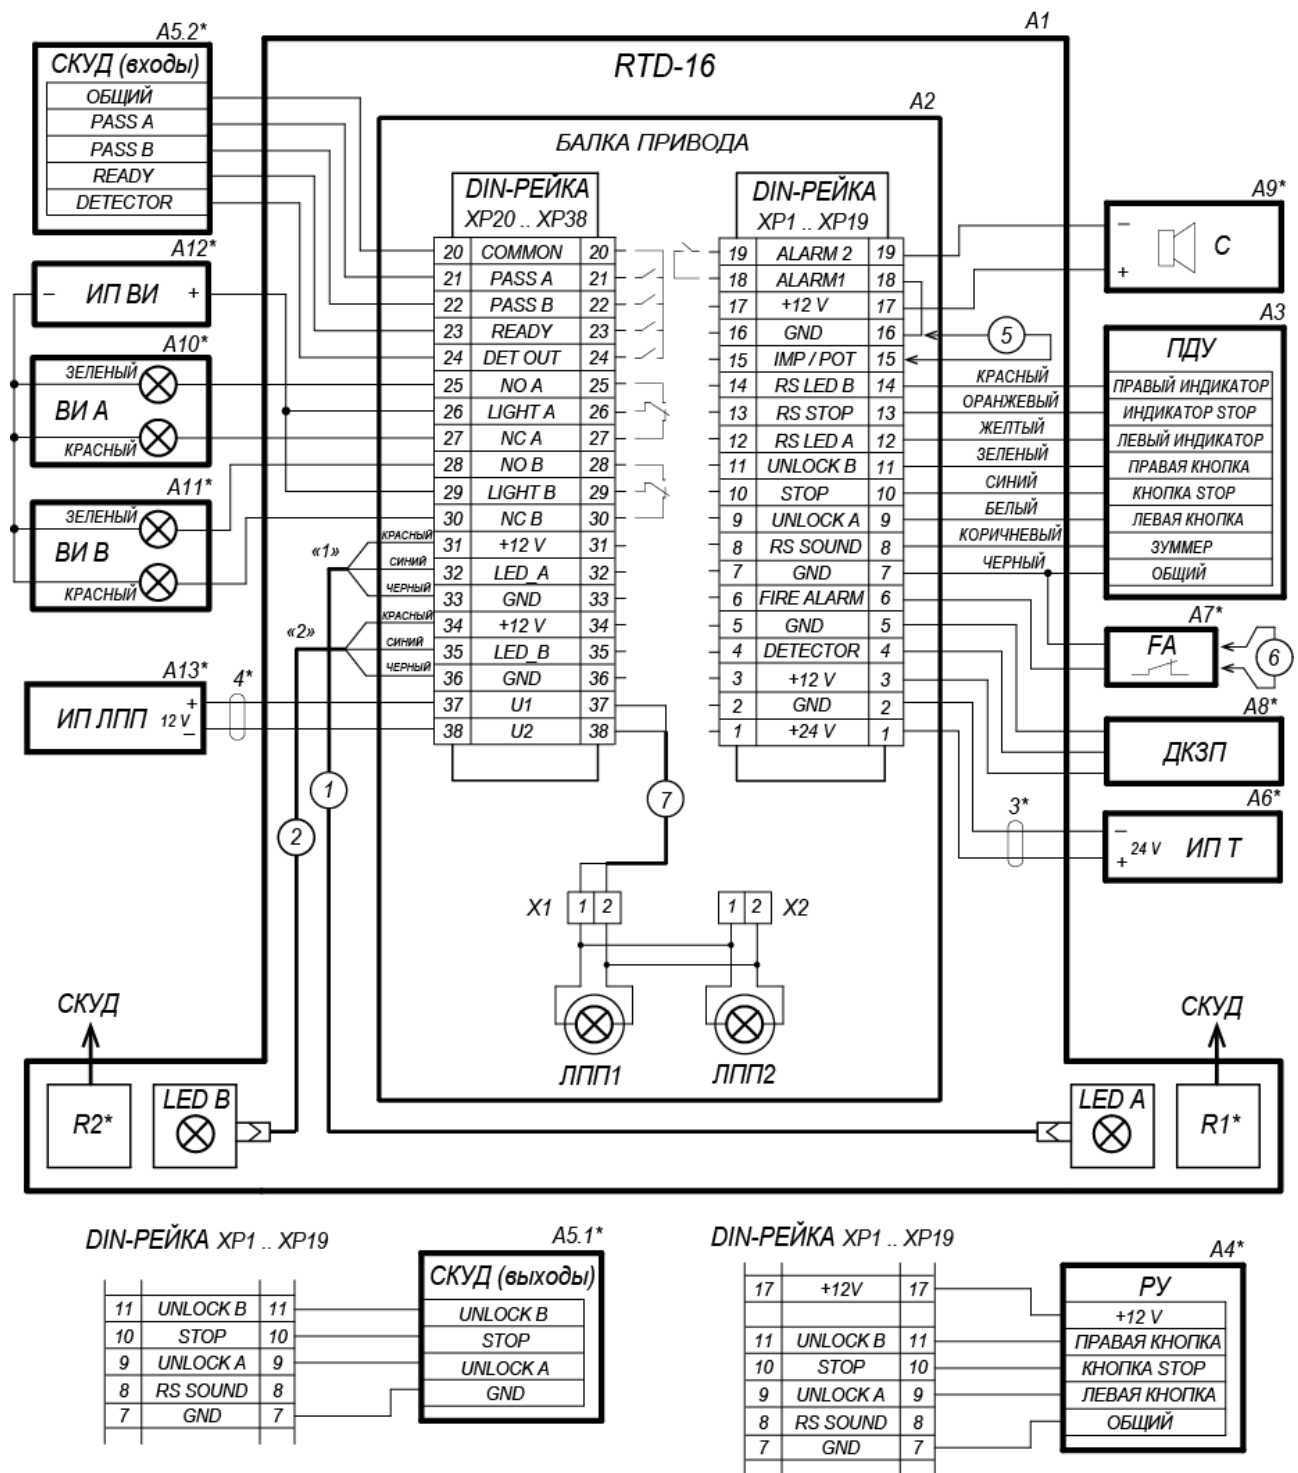 A5.2*
СКУД (входы)
ОБЩИЙ
PASS A
PASS B
READY
DETECTOR
A12*
– ИП ВИ +
A10*
ЗЕЛЕНЫЙ
ВИ А
КРАСНЫЙ
A11*
ЗЕЛЕНЫЙ
ВИ В
КРАСНЫЙ
A13*
4*
ИП ЛПП 12 V + –
A1
RTD-16
A2
БАЛКА ПРИВОДА
DIN-РЕЙКА
XP20 .. XP38
20 COMMON 20
21 PASS A 21
22 PASS B 22
23 READY 23
24 DET OUT 24
25 NO A 25
26 LIGHT A 26
27 NC A 27
28 NO B 28
29 LIGHT B 29
30 NC B 30
31 +12 V 31
32 LED_A 32
33 GND 33
34 +12 V 34
35 LED_B 35
36 GND 36
37 U1 37
38 U2 38
«1»
КРАСНЫЙ
СИНИЙ
ЧЕРНЫЙ
«2»
КРАСНЫЙ
СИНИЙ
ЧЕРНЫЙ
1
2
7
DIN-РЕЙКА
XP1 .. XP19
19 ALARM 2 19
18 ALARM1 18
17 +12 V 17
16 GND 16
15 IMP / POT 15
14 RS LED B 14
13 RS STOP 13
12 RS LED A 12
11 UNLOCK B 11
10 STOP 10
9 UNLOCK A 9
8 RS SOUND 8
7 GND 7
6 FIRE ALARM 6
5 GND 5
4 DETECTOR 4
3 +12 V 3
2 GND 2
1 +24 V 1
5
КРАСНЫЙ
ОРАНЖЕВЫЙ
ЖЕЛТЫЙ
ЗЕЛЕНЫЙ
СИНИЙ
БЕЛЫЙ
КОРИЧНЕВЫЙ
ЧЕРНЫЙ
A9*
–
+
С
A3
ПДУ
ПРАВЫЙ ИНДИКАТОР
ИНДИКАТОР STOP
ЛЕВЫЙ ИНДИКАТОР
ПРАВАЯ КНОПКА
КНОПКА STOP
ЛЕВАЯ КНОПКА
ЗУММЕР
ОБЩИЙ
A7*
FA
6
A8*
ДКЗП
A6*
3*
– + 24 V ИП Т
X1 1 2
1 2 X2
ЛПП1
ЛПП2
СКУД
R2*
LED B
СКУД
LED A
R1*
DIN-РЕЙКА XP1 .. XP19
11 UNLOCK B 11
10 STOP 10
9 UNLOCK A 9
8 RS SOUND 8
7 GND 7
A5.1*
СКУД (выходы)
UNLOCK B
STOP
UNLOCK A
GND
DIN-РЕЙКА XP1 .. XP19
17 +12V 17
11 UNLOCK B 11
10 STOP 10
9 UNLOCK A 9
8 RS SOUND 8
7 GND 7
A4*
РУ
+12 V
ПРАВАЯ КНОПКА
КНОПКА STOP
ЛЕВАЯ КНОПКА
ОБЩИЙ